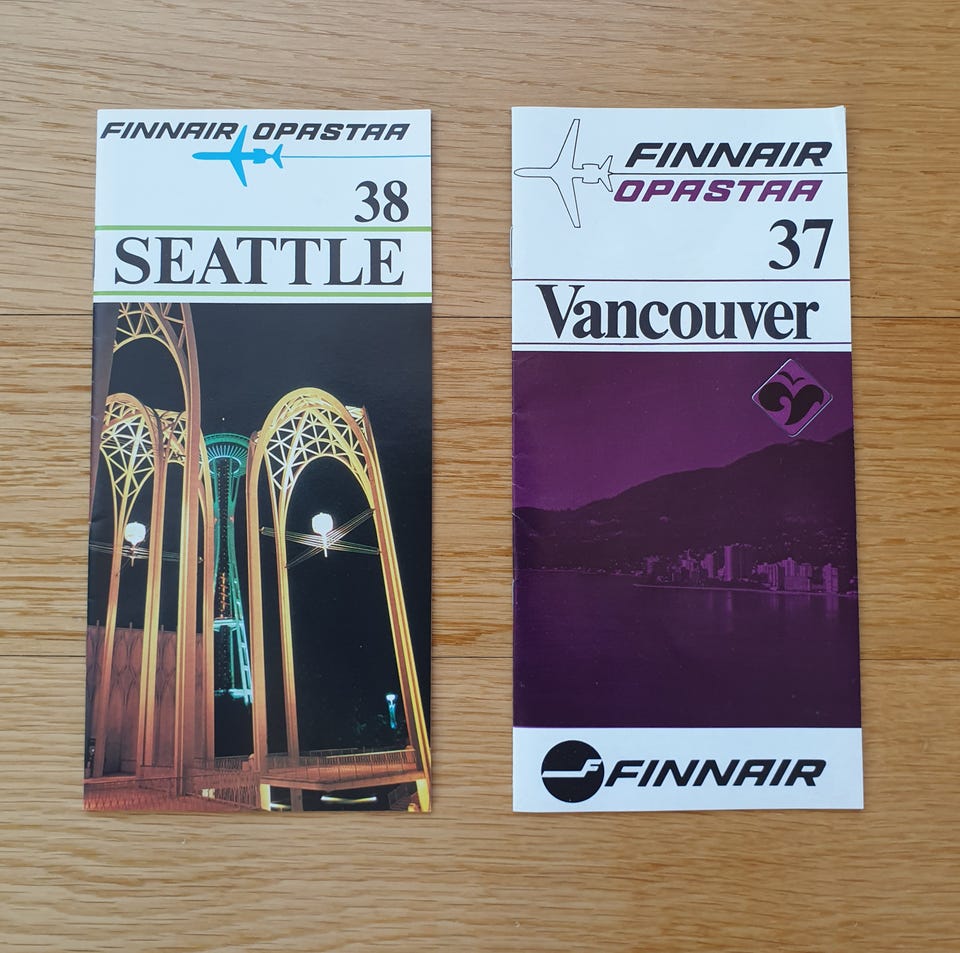 FINNAIR OPASTAA
38
SEATTLE
FINNAIR
OPASTAA
37
Vancouver
F FINNAIR